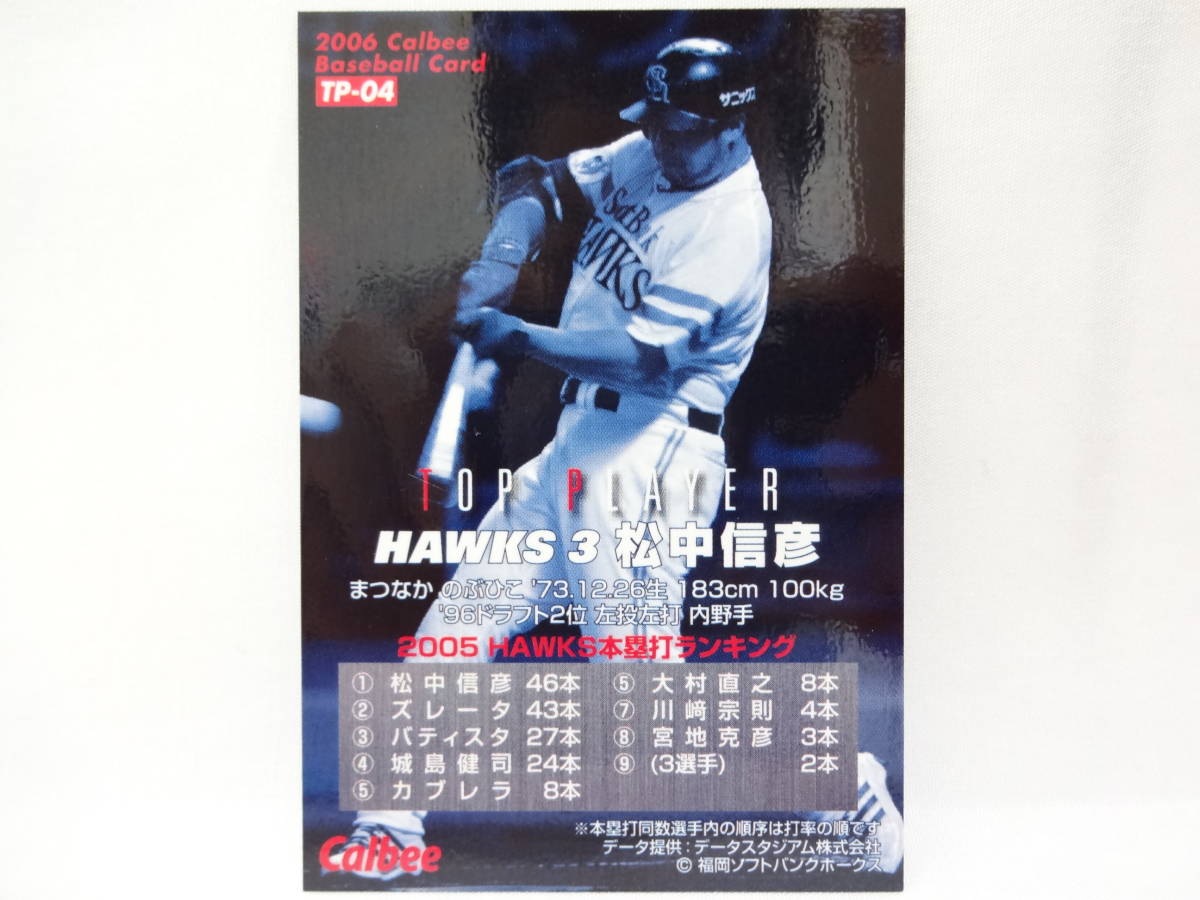 2006 Calbee
Baseball Card
TP-04
サニックス
HAWKS
TOP PLAYER
HAWKS 3 松中信彦
まつなか のぶひこ '73.12.26生 183cm 100kg
'96ドラフト2位 左投左打 内野手
2005 HAWKS本塁打ランキング
① 松中信彦 46本
② ズレータ 43本
③ バティスタ 27本
④ 城島健司 24本
⑤ カブレラ 8本
⑤ 大村直之 8本
⑦ 川﨑宗則 4本
⑧ 宮地克彦 3本
⑨ (3選手) 2本
※本塁打同数選手内の順序は打率の順です
データ提供：データスタジアム株式会社
© 福岡ソフトバンクホークス
Calbee